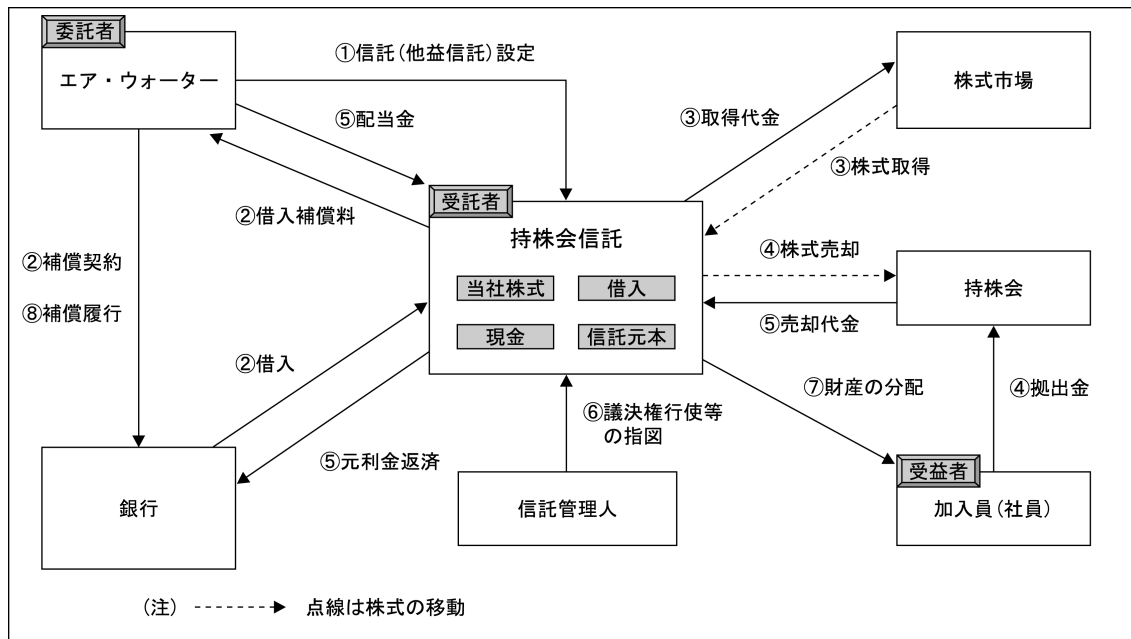 委託者
エア・ウォーター
①信託(他益信託)設定
⑤配当金
株式市場
③取得代金
③株式取得
②借入補償料
受託者
持株会信託
当社株式
借入
現金
信託元本
④株式売却
持株会
⑤売却代金
②補償契約
⑧補償履行
②借入
⑦財産の分配
④拠出金
⑥議決権行使等
の指図
⑤元利金返済
銀行
信託管理人
受益者
加入員(社員)
(注) 点線は株式の移動